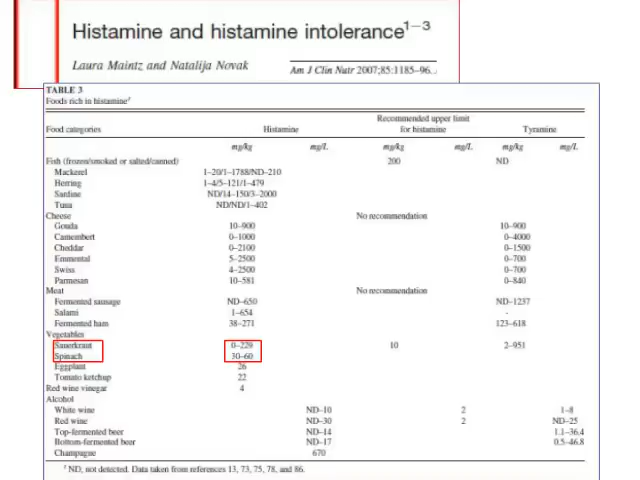 Histamine and histamine intolerance1–3
Laura Maintz and Natalija Novak
Am J Clin Nutr 2007;85:1185–96.
TABLE 3
Foods rich in histamine1
Food categories Histamine Recommended upper limit for histamine Tyramine
mg/kg mg/L mg/kg mg/L mg/kg mg/L
Fish (frozen/smoked or salted/canned) 200 ND
Mackerel 1–20/1–1788/ND–210
Herring 1–4/5–121/1–479
Sardine ND/14–150/3–2000
Tuna ND/ND/1–402
Cheese No recommendation
Gouda 10–900 10–900
Camembert 0–1000 0–4000
Cheddar 0–2100 0–1500
Emmental 5–2500 0–700
Swiss 4–2500 0–700
Parmesan 10–581 0–840
Meat No recommendation
Fermented sausage ND–650 ND–1237
Salami 1–654 -
Fermented ham 38–271 123–618
Vegetables
Sauerkraut 0–229 10 2–951
Spinach 30–60
Eggplant 26
Tomato ketchup 22
Red wine vinegar 4
Alcohol
White wine ND–10 2 1–8
Red wine ND–30 2 ND–25
Top-fermented beer ND–14 1.1–36.4
Bottom-fermented beer ND–17 0.5–46.8
Champagne 670
1 ND, not detected. Data taken from references 13, 73, 75, 78, and 86.